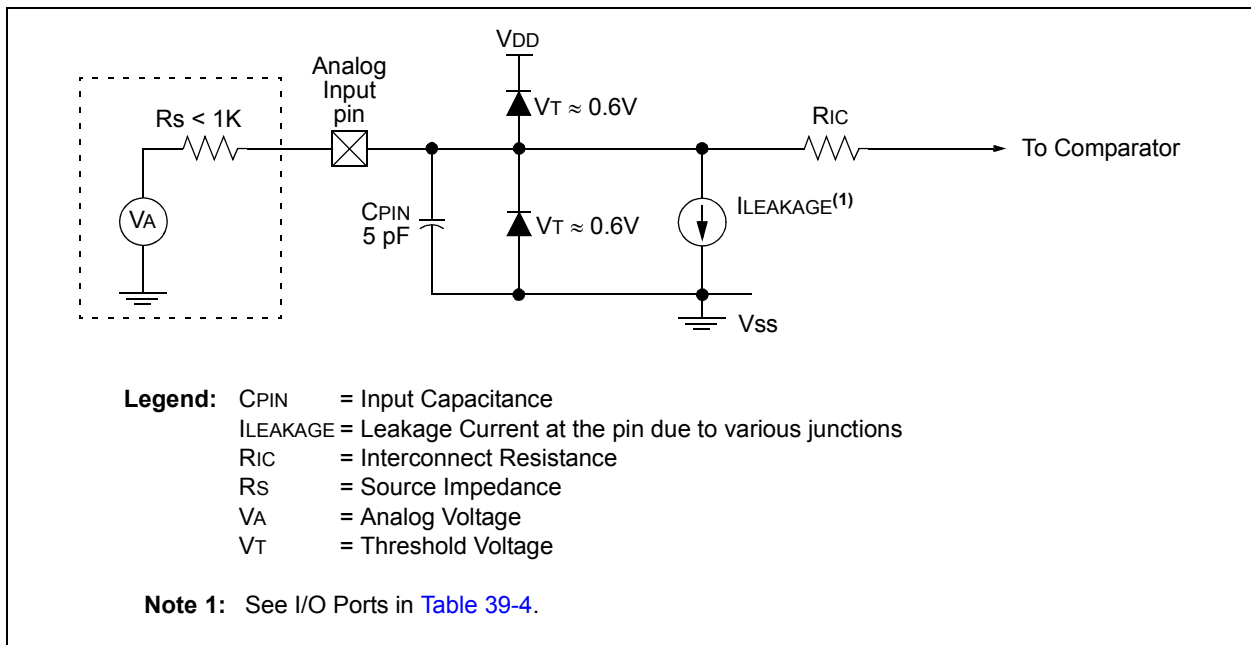 VDD
Analog
Input
pin
VT ≈ 0.6V
Rs < 1K
RIC
To Comparator
VA
CPIN
5 pF
VT ≈ 0.6V
ILEAKAGE(1)
Vss
Legend: CPIN = Input Capacitance
ILEAKAGE = Leakage Current at the pin due to various junctions
RIC = Interconnect Resistance
RS = Source Impedance
VA = Analog Voltage
VT = Threshold Voltage
Note 1: See I/O Ports in Table 39-4.